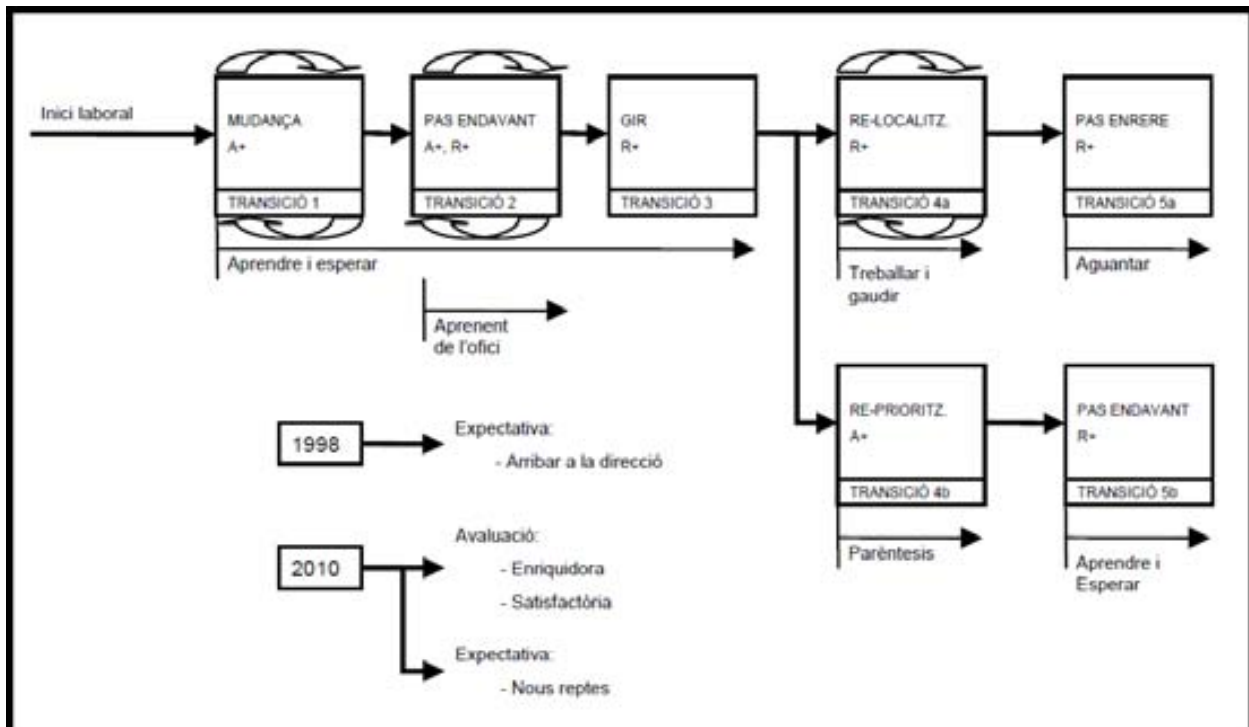 Inici laboral
MUDANÇA
A+
TRANSICIÓ 1
PAS ENDAVANT
A+, R+
TRANSICIÓ 2
GIR
R+
TRANSICIÓ 3
RE-LOCALITZ.
R+
TRANSICIÓ 4a
PAS ENRERE
R+
TRANSICIÓ 5a
Aprendre i esperar
Aprenent
de l'ofici
Treballar i
gaudir
Aguantar
RE-PRIORITZ.
A+
TRANSICIÓ 4b
PAS ENDAVANT
R+
TRANSICIÓ 5b
Parèntesis
Aprendre i
Esperar
1998
Expectativa:
- Arribar a la direcció
2010
Avaluació:
- Enriquidora
- Satisfactòria
Expectativa:
- Nous reptes